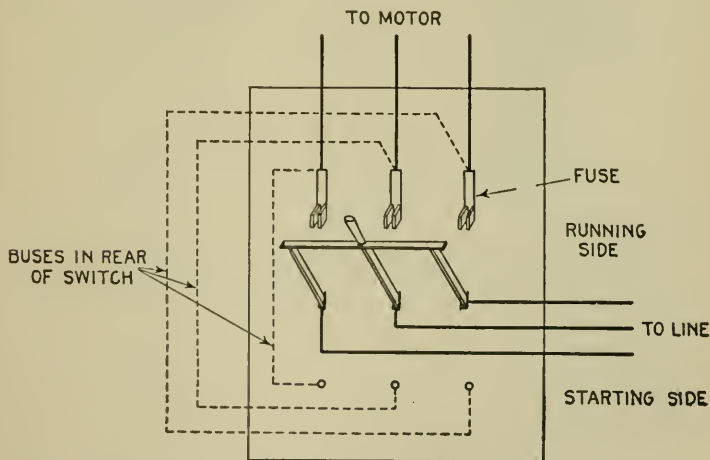 TO MOTOR
FUSE
RUNNING
SIDE
BUSES IN REAR
OF SWITCH
TO LINE
STARTING SIDE